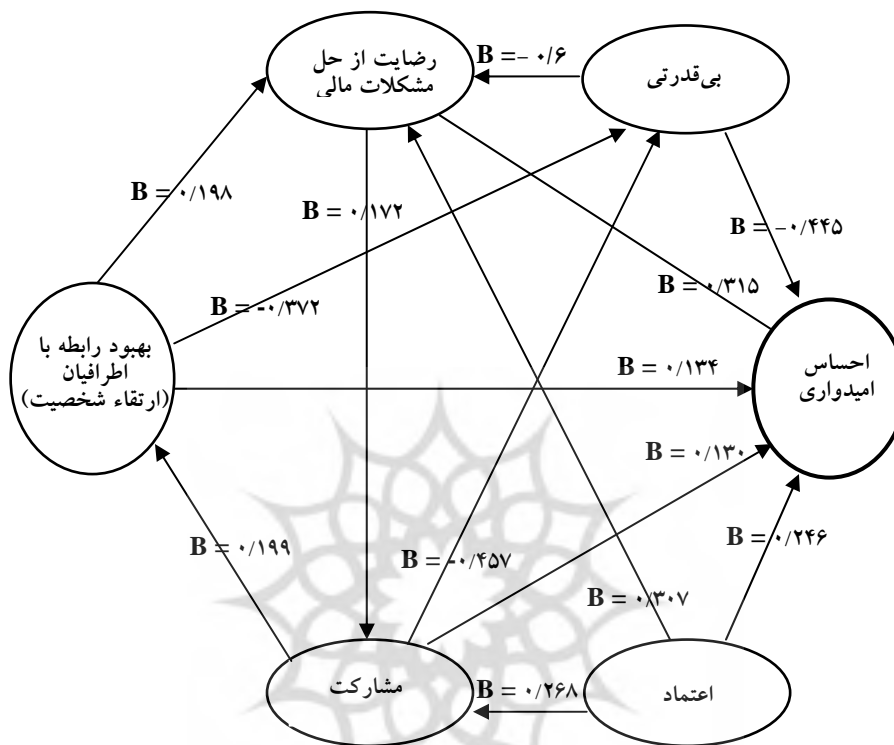 رضایت از حل
مشکلات مالی
B =– ۰/۶
بی‌قدرتی
B = ۰/۱۹۸
B = ۰/۱۷۲
B = –۰/۴۴۵
B = -۰/۳۷۲
۰/۳۱۵
بهبود رابطه با
اطرافیان
(ارتقاء شخصیت)
B = ۰/۱۳۴
احساس
امیدواری
B = ۰/۱۳۰
B = ۰/۱۹۹
B = -۰/۴۵۷
B = ۰/۲۴۶
B = ۰/۳۰۷
مشارکت
B = ۰/۲۶۸
اعتماد